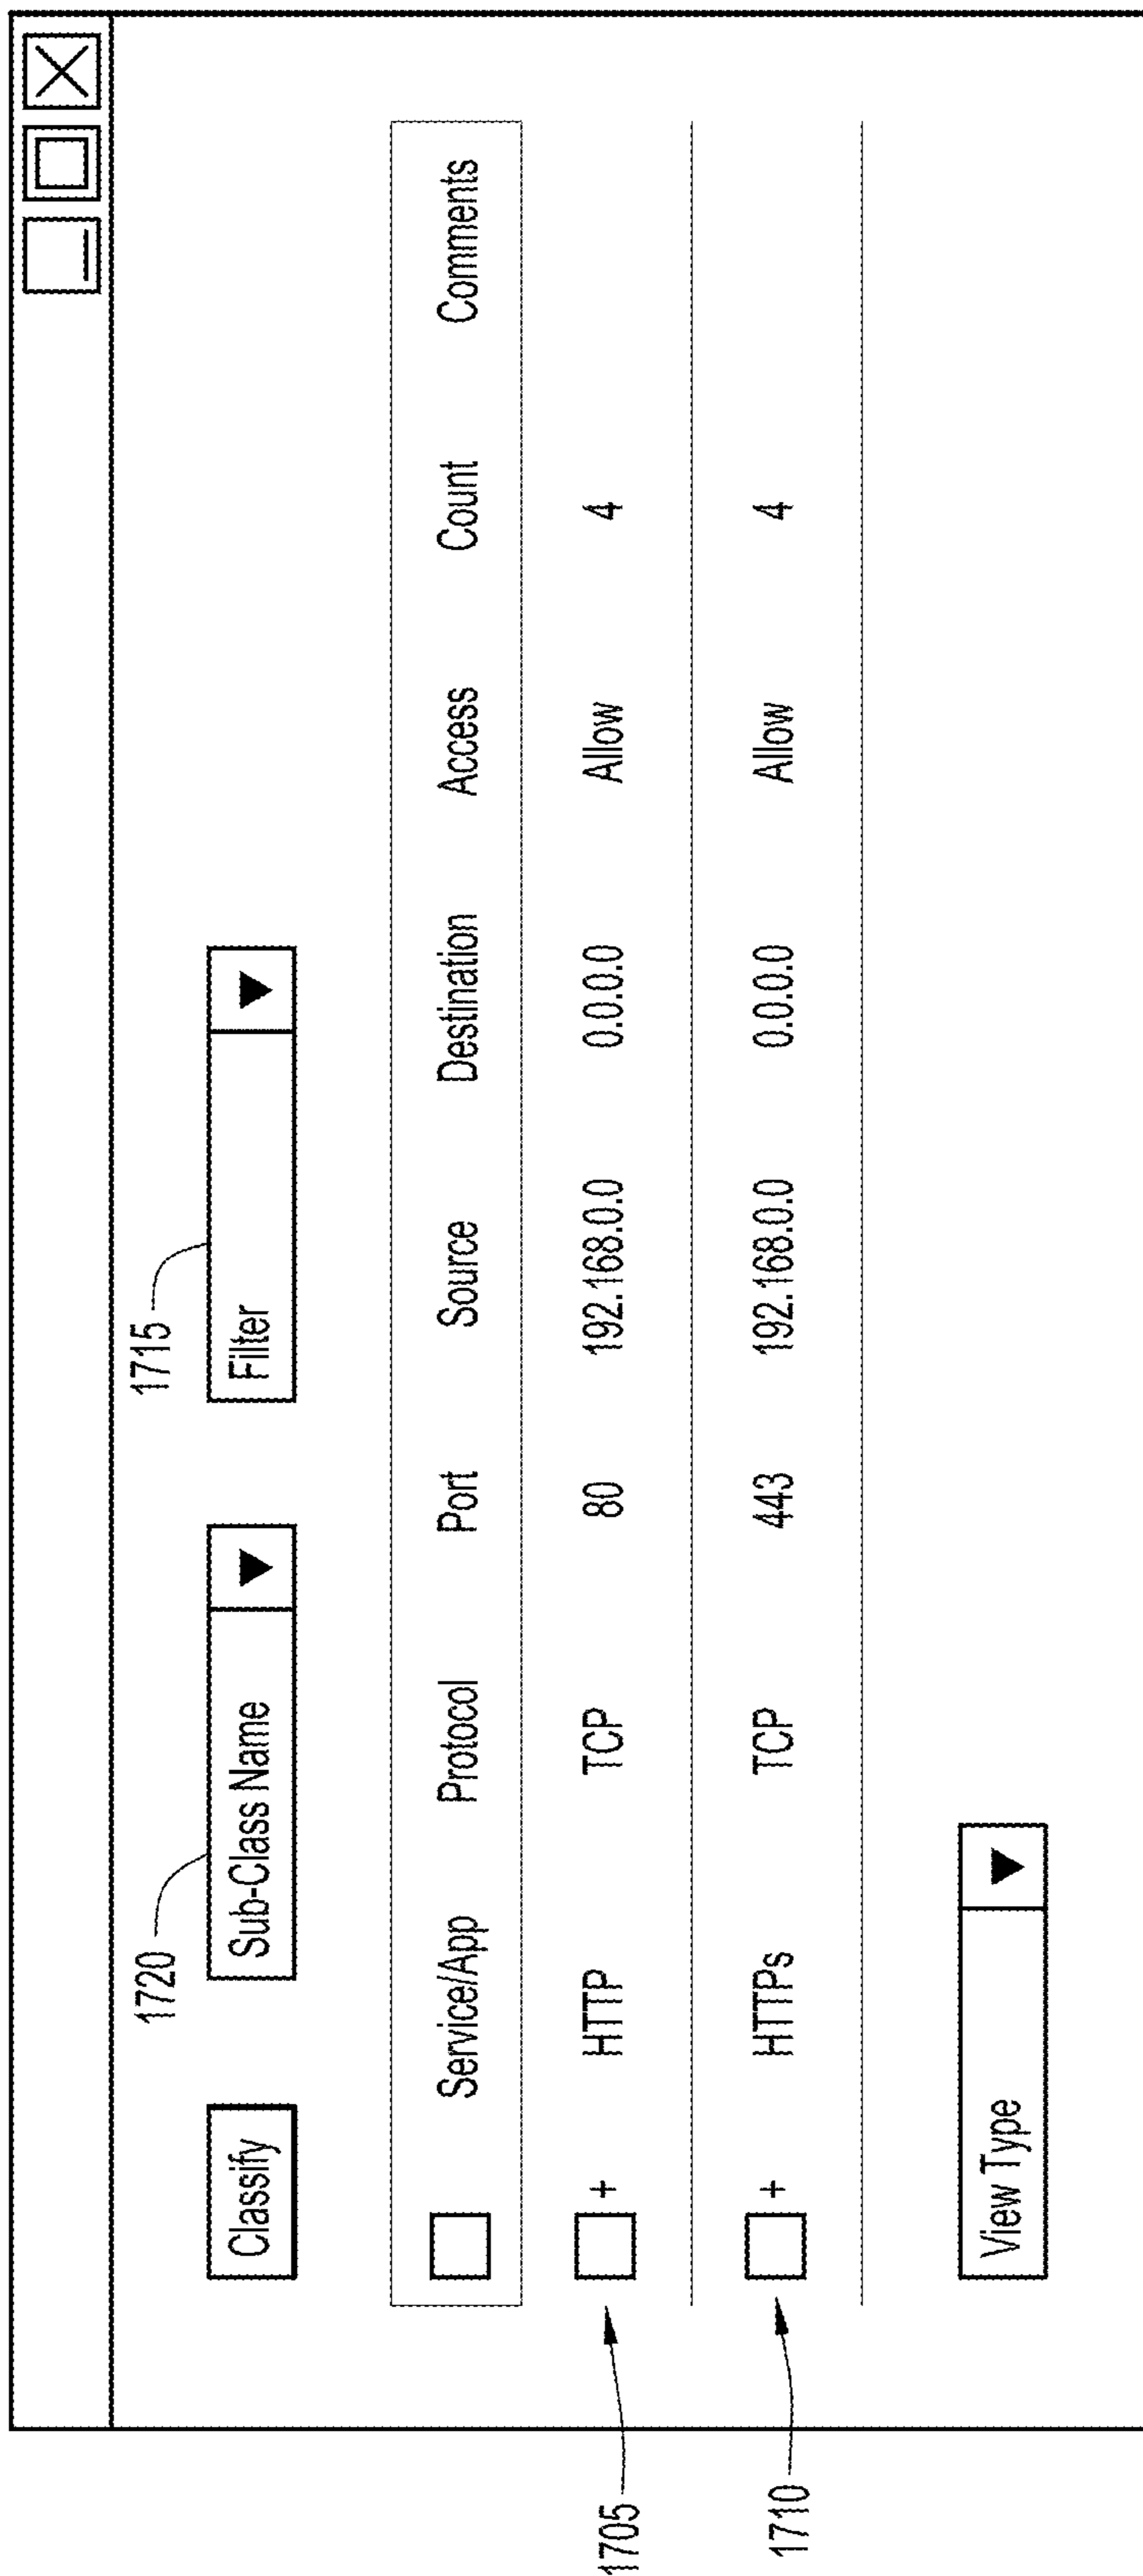 1720
1715
Classify
Sub-Class Name
Filter
Service/App Protocol Port Source Destination Access Count Comments
1705
+ HTTP TCP 80 192.168.0.0 0.0.0.0 Allow 4
1710
+ HTTPs TCP 443 192.168.0.0 0.0.0.0 Allow 4
View Type